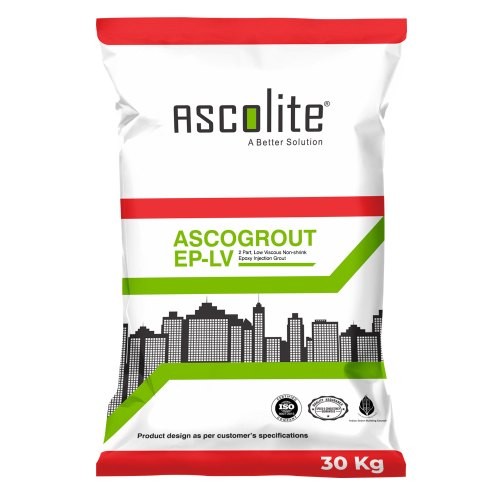 ASCOlite®
A Better Solution
ASCOGROUT
EP-LV
2 Part, Low Viscous Non-shrink
Epoxy Injection Grout
ISO
Product design as per customer's specifications
30 Kg